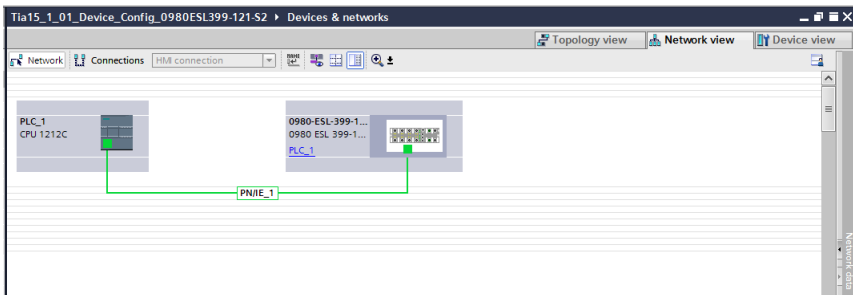 Tia15_1_01_Device_Config_0980ESL399-121-S2 ▸ Devices & networks
Topology view Network view Device view
Network Connections HMI connection
PLC_1
CPU 1212C
0980-ESL-399-1...
0980 ESL 399-1...
PLC_1
PN/IE_1
Network data